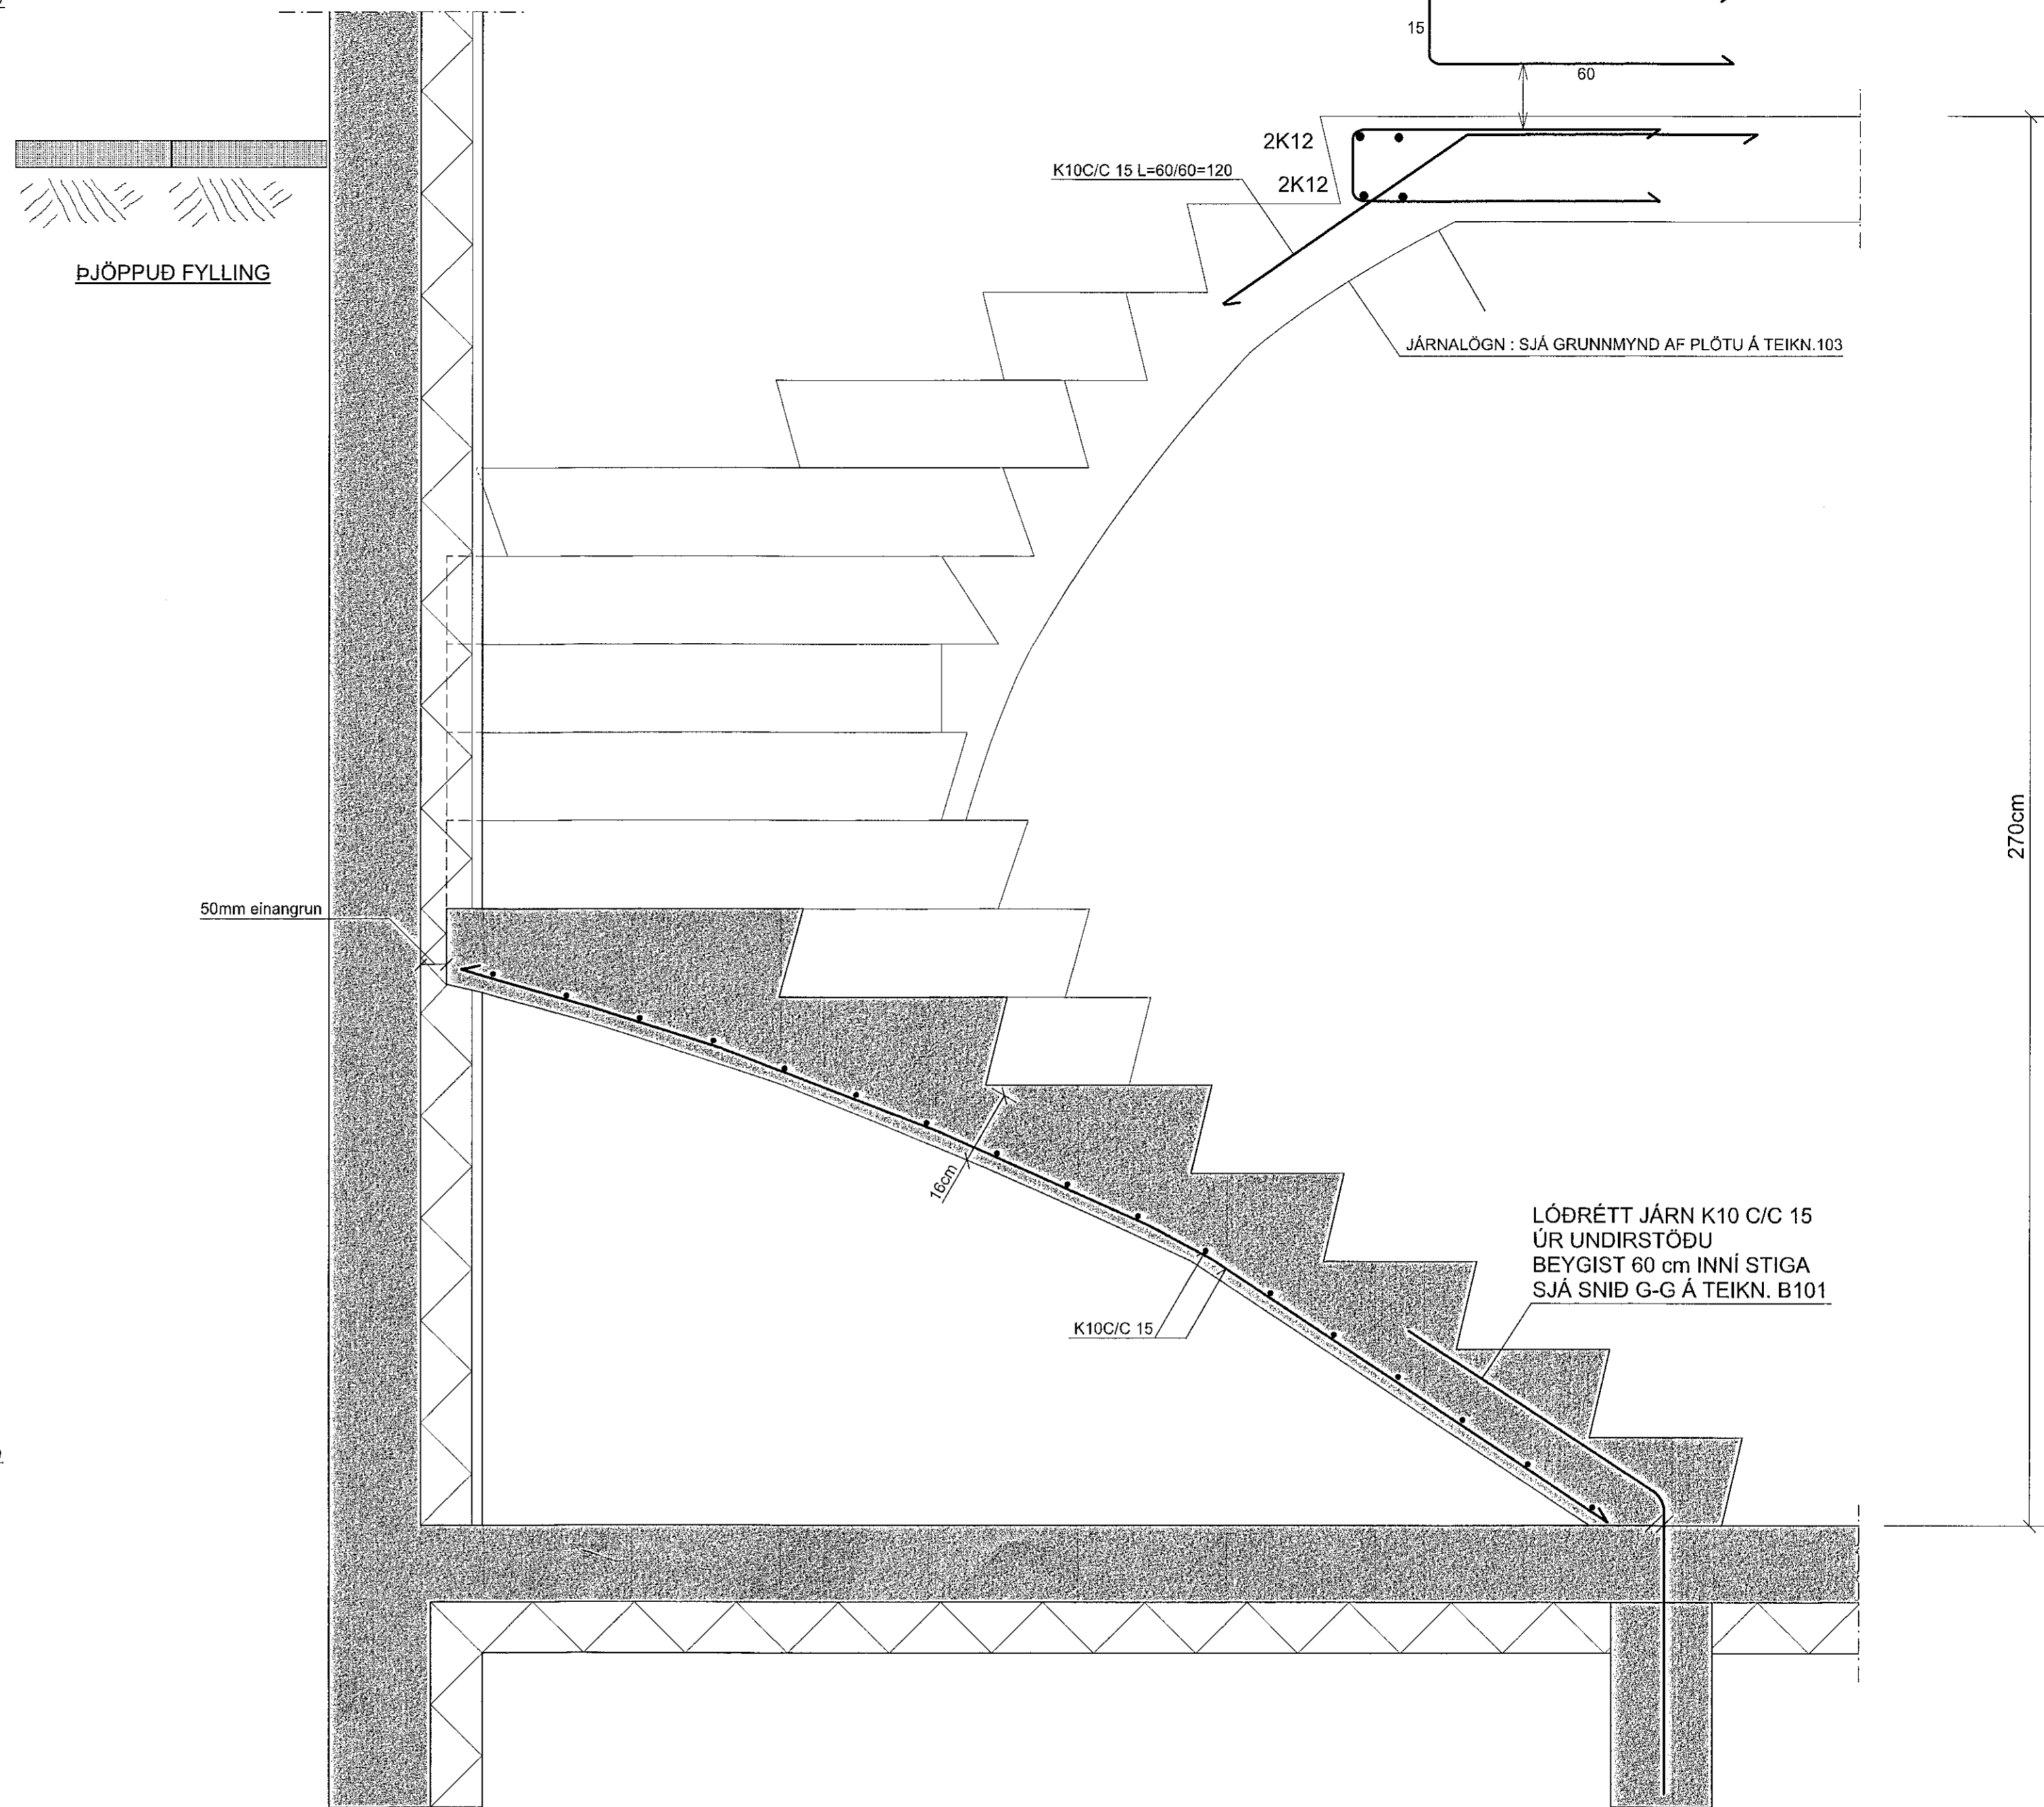 15
60
2K12
K10C/C 15 L=60/60=120
2K12
ÞJÖPPUÐ FYLLING
JÁRNALÖGN : SJÁ GRUNNMYND AF PLÖTU Á TEIKN.103
270cm
50mm einangrun
16cm
LÓÐRÉTT JÁRN K10 C/C 15
ÚR UNDIRSTÖÐU
BEYGIST 60 cm INNÍ STIGA
SJÁ SNIÐ G-G Á TEIKN. B101
K10C/C 15